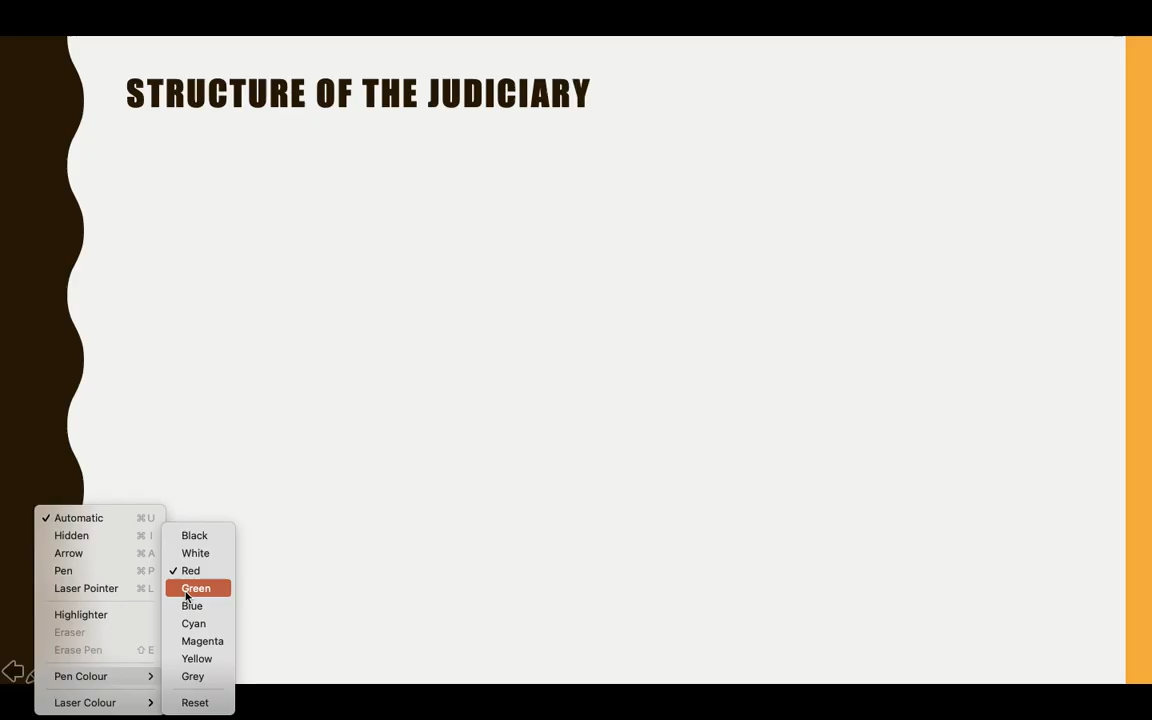 STRUCTURE OF THE JUDICIARY
Automatic ⌘U
Hidden ⌘I
Arrow ⌘A
Pen ⌘P
Laser Pointer ⌘L
Highlighter
Eraser
Erase Pen ⇧E
Pen Colour
Laser Colour
Black
White
Red
Green
Blue
Cyan
Magenta
Yellow
Grey
Reset